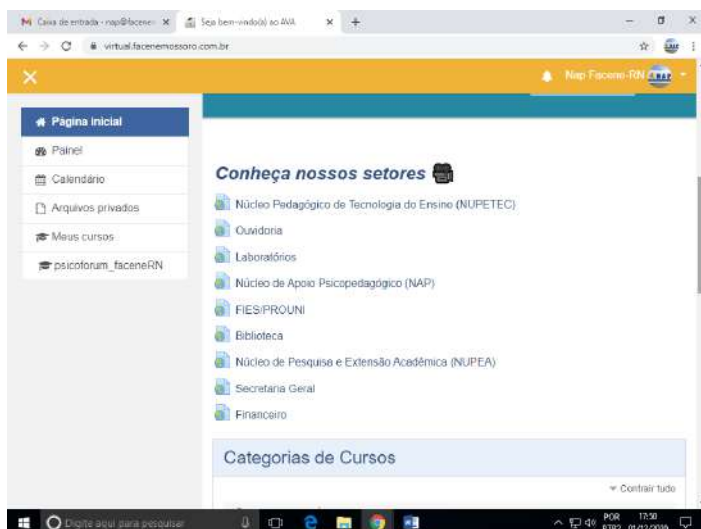 Caixa de entrada - nap@facene
Seja bem-vindo(a) ao AVA
virtual.facenemossoro.com.br
Nap Facene-RN
Página inicial
Painel
Calendário
Arquivos privados
Meus cursos
psicoforum_faceneRN
Conheça nossos setores
Núcleo Pedagógico de Tecnologia do Ensino (NUPETEC)
Ouvidoria
Laboratórios
Núcleo de Apoio Psicopedagógico (NAP)
FIES/PROUNI
Biblioteca
Núcleo de Pesquisa e Extensão Acadêmica (NUPEA)
Secretaria Geral
Financeiro
Categorias de Cursos
Contrair tudo
Digite aqui para pesquisar
POR
17:50
PTB2